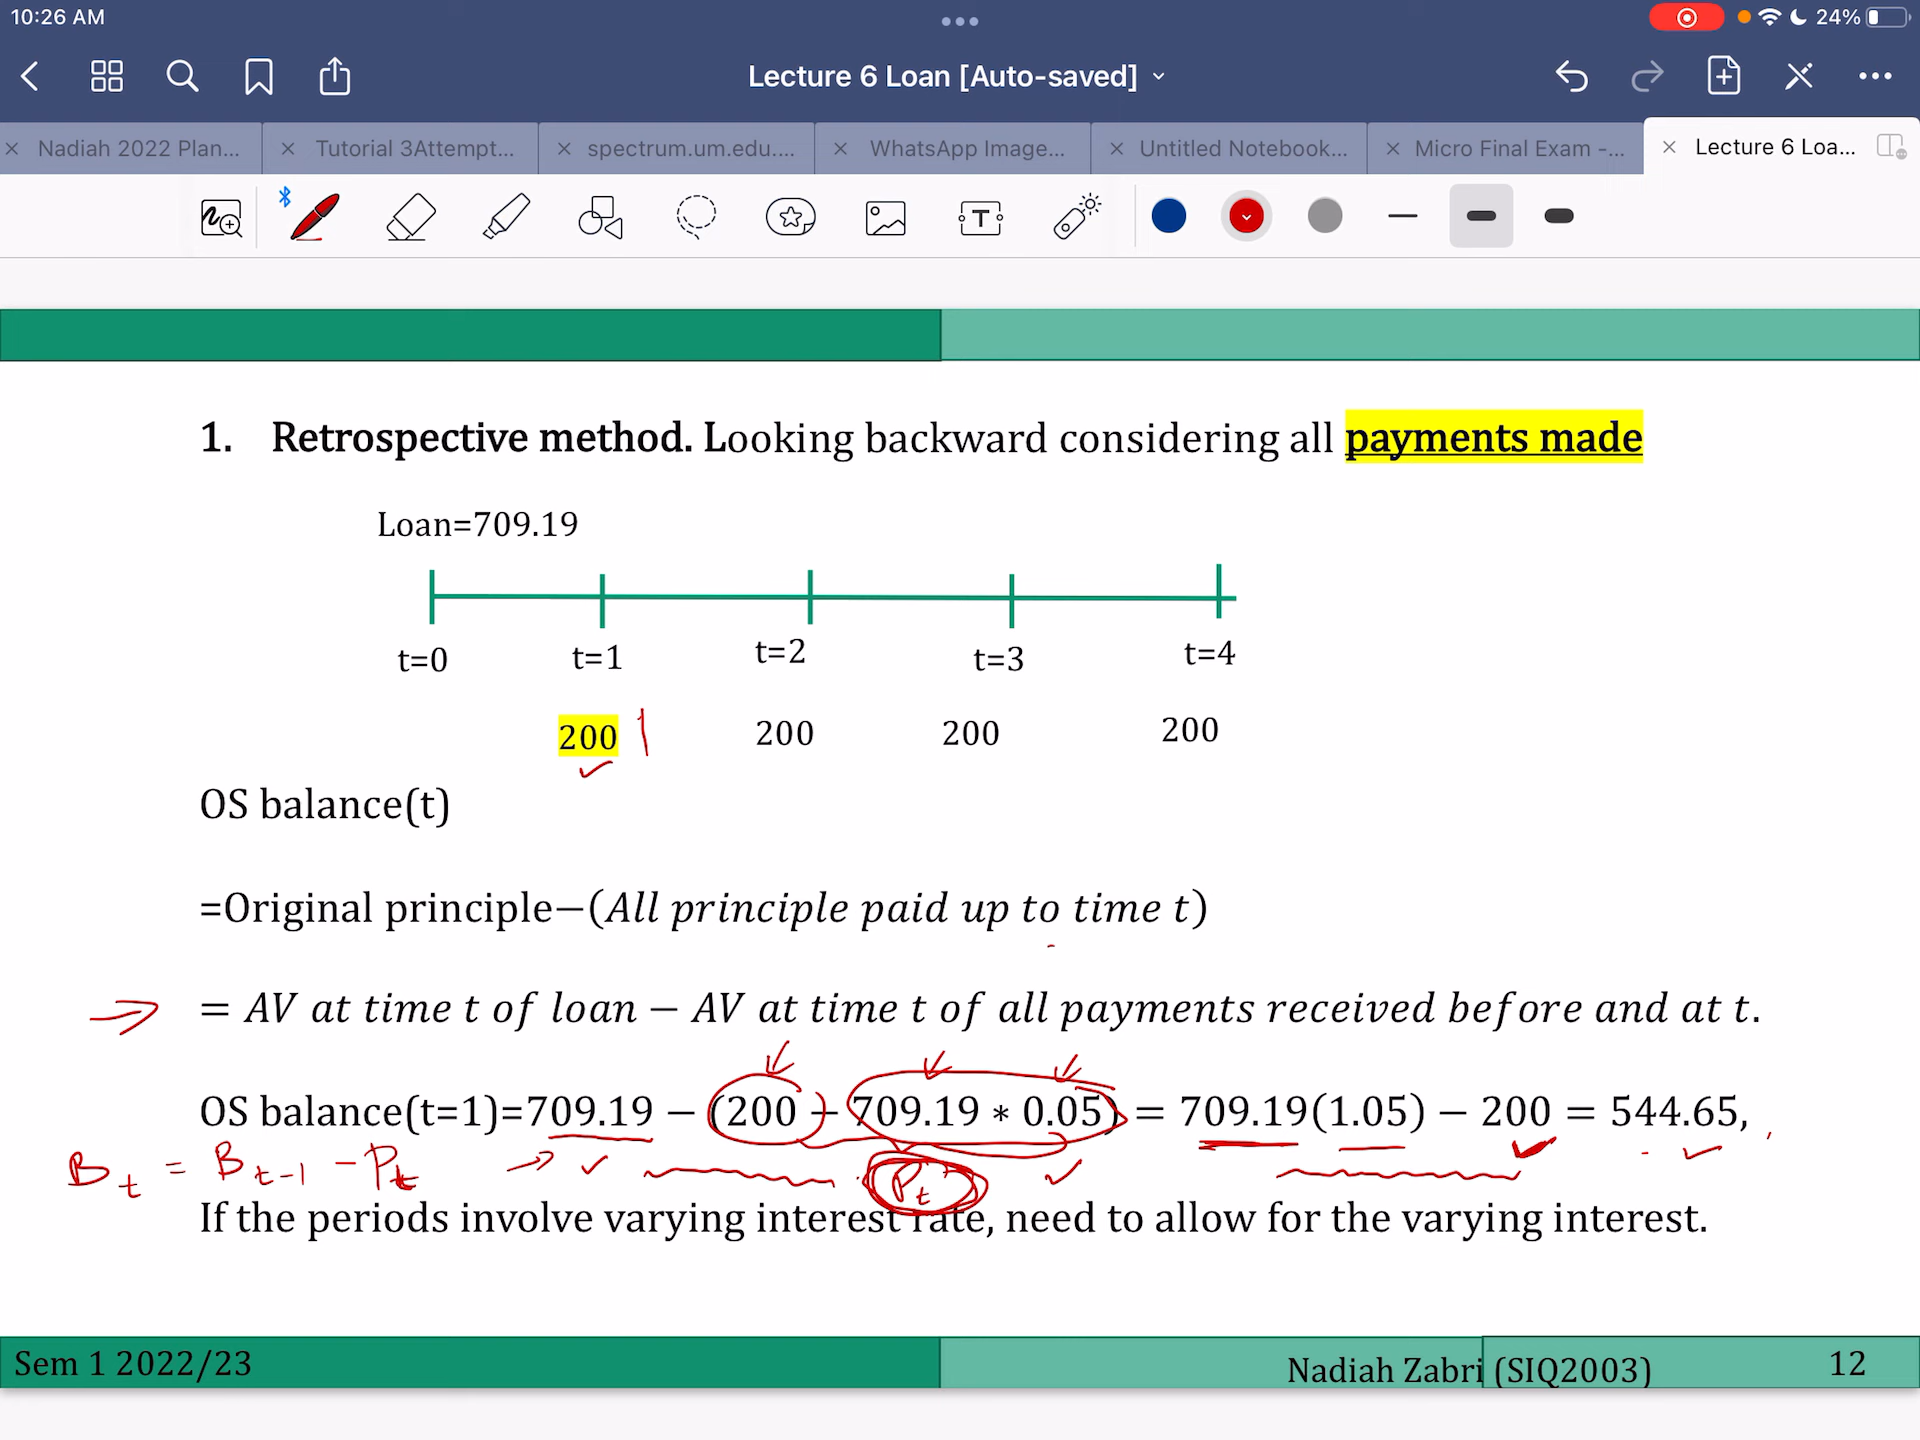 10:26 AM
24%
Lecture 6 Loan [Auto-saved]
Nadiah 2022 Plan...
Tutorial 3Attempt...
spectrum.um.edu....
WhatsApp Image...
Untitled Notebook...
Micro Final Exam -...
Lecture 6 Loa...
T
1. Retrospective method. Looking backward considering all payments made
Loan=709.19
t=0 t=1 t=2 t=3 t=4
200 200 200 200
OS balance(t)
=Original principle−(All principle paid up to time t)
= AV at time t of loan − AV at time t of all payments received before and at t.
OS balance(t=1)=709.19 − (200 − 709.19 * 0.05) = 709.19(1.05) − 200 = 544.65,
B_t = B_t-1 - P_t
P_t
If the periods involve varying interest rate, need to allow for the varying interest.
Sem 1 2022/23
Nadiah Zabri (SIQ2003)
12